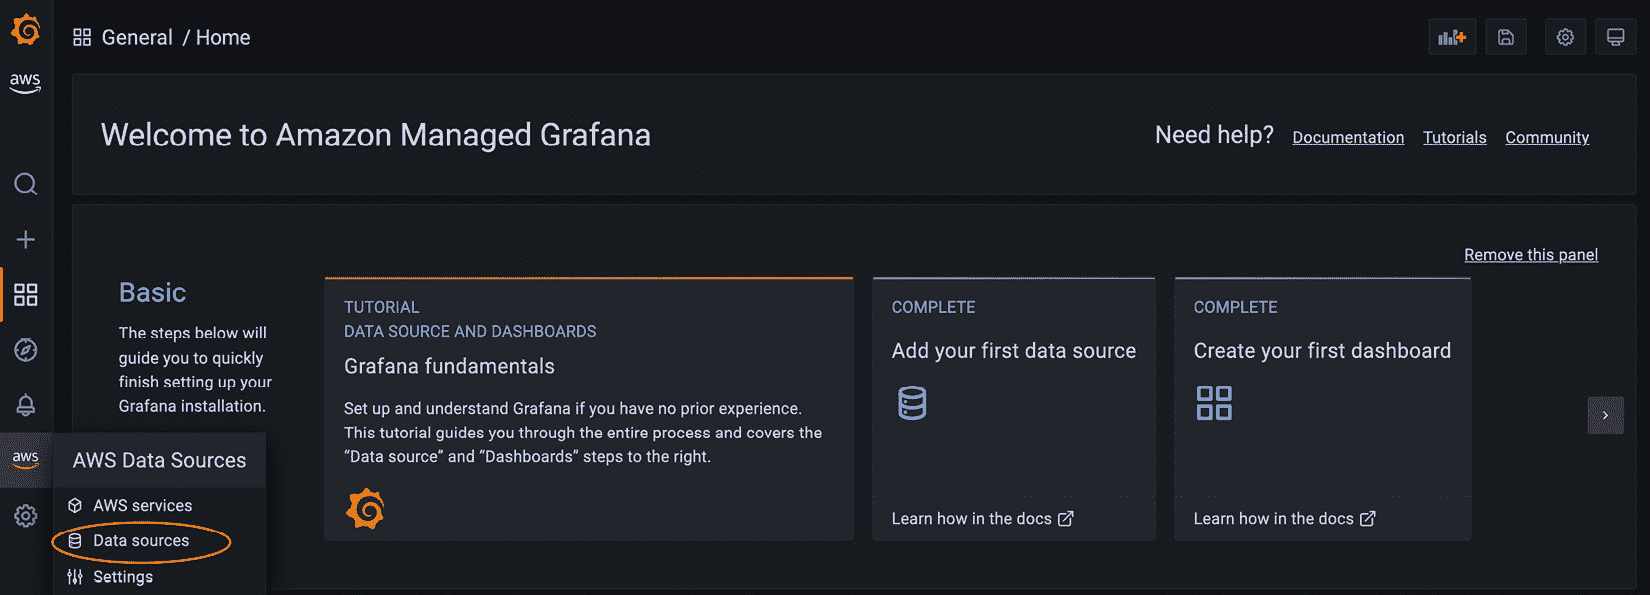 General / Home
aws
Welcome to Amazon Managed Grafana
Need help? Documentation Tutorials Community
Remove this panel
Basic
The steps below will
guide you to quickly
finish setting up your
Grafana installation.
TUTORIAL
DATA SOURCE AND DASHBOARDS
Grafana fundamentals
Set up and understand Grafana if you have no prior experience.
This tutorial guides you through the entire process and covers the
“Data source” and “Dashboards” steps to the right.
COMPLETE
Add your first data source
Learn how in the docs
COMPLETE
Create your first dashboard
Learn how in the docs
aws
AWS Data Sources
AWS services
Data sources
Settings